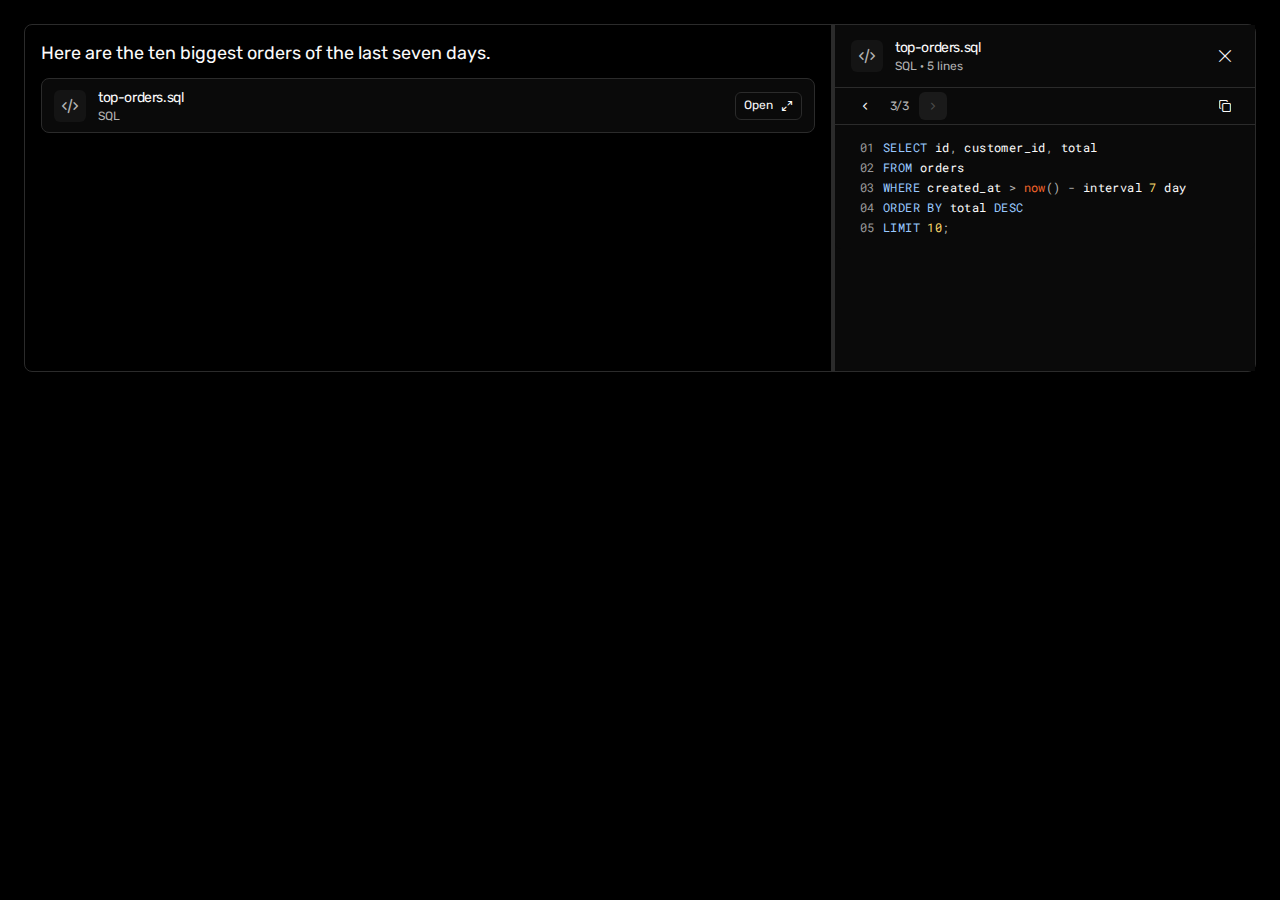 Here are the ten biggest orders of the last seven days.
top-orders.sql
SQL
Open
top-orders.sql
SQL • 5 lines
3/3
01 SELECT id, customer_id, total
02 FROM orders
03 WHERE created_at > now() - interval 7 day
04 ORDER BY total DESC
05 LIMIT 10;